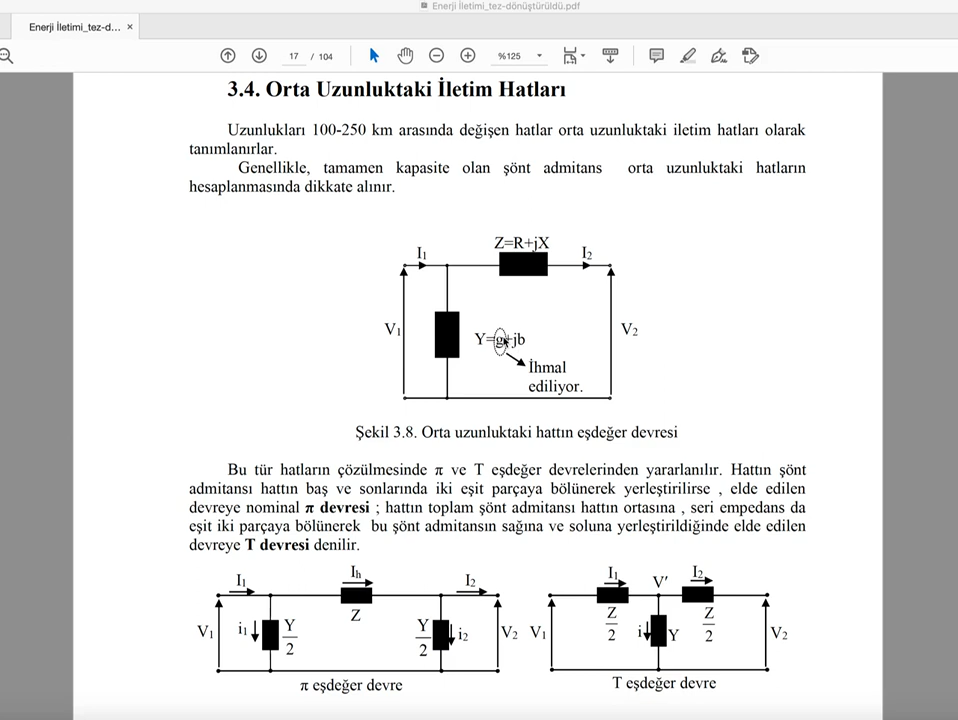 Enerji İletimi_tez-dönüştürüldü.pdf
Enerji İletimi_tez-d... ×
17 / 104 %125
3.4. Orta Uzunluktaki İletim Hatları
Uzunlukları 100-250 km arasında değişen hatlar orta uzunluktaki iletim hatları olarak
tanımlanırlar.
Genellikle, tamamen kapasite olan şönt admitans orta uzunluktaki hatların
hesaplanmasında dikkate alınır.
Z=R+jX
I₁ I₂
V₁ Y=g+jb V₂
İhmal
ediliyor.
Şekil 3.8. Orta uzunluktaki hattın eşdeğer devresi
Bu tür hatların çözülmesinde π ve T eşdeğer devrelerinden yararlanılır. Hattın şönt
admitansı hattın baş ve sonlarında iki eşit parçaya bölünerek yerleştirilirse , elde edilen
devreye nominal π devresi ; hattın toplam şönt admitansı hattın ortasına , seri empedans da
eşit iki parçaya bölünerek bu şönt admitansın sağına ve soluna yerleştirildiğinde elde edilen
devreye T devresi denilir.
I₁ Iₕ I₂
Z
V₁ i₁ Y/2 Y/2 i₂ V₂
π eşdeğer devre
I₁ V′ I₂
Z/2 Z/2
V₁ i Y V₂
T eşdeğer devre